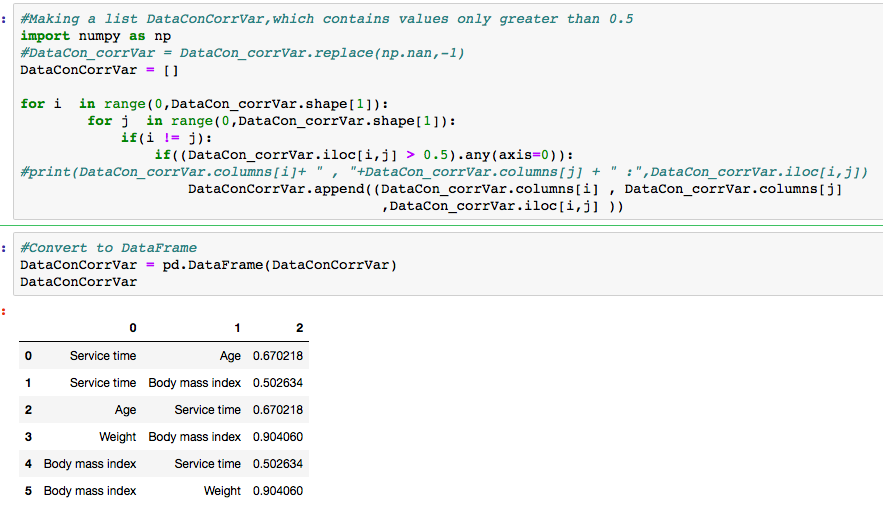 : #Making a list DataConCorrVar,which contains values only greater than 0.5
import numpy as np
#DataCon_corrVar = DataCon_corrVar.replace(np.nan,-1)
DataConCorrVar = []
for i  in range(0,DataCon_corrVar.shape[1]):
for j  in range(0,DataCon_corrVar.shape[1]):
if(i != j):
if((DataCon_corrVar.iloc[i,j] > 0.5).any(axis=0)):
#print(DataCon_corrVar.columns[i]+ " , "+DataCon_corrVar.columns[j] + " :",DataCon_corrVar.iloc[i,j])
DataConCorrVar.append((DataCon_corrVar.columns[i] , DataCon_corrVar.columns[j]
,DataCon_corrVar.iloc[i,j] ))
: #Convert to DataFrame
DataConCorrVar = pd.DataFrame(DataConCorrVar)
DataConCorrVar
:
0 1 2
0 Service time Age 0.670218
1 Service time Body mass index 0.502634
2 Age Service time 0.670218
3 Weight Body mass index 0.904060
4 Body mass index Service time 0.502634
5 Body mass index Weight 0.904060